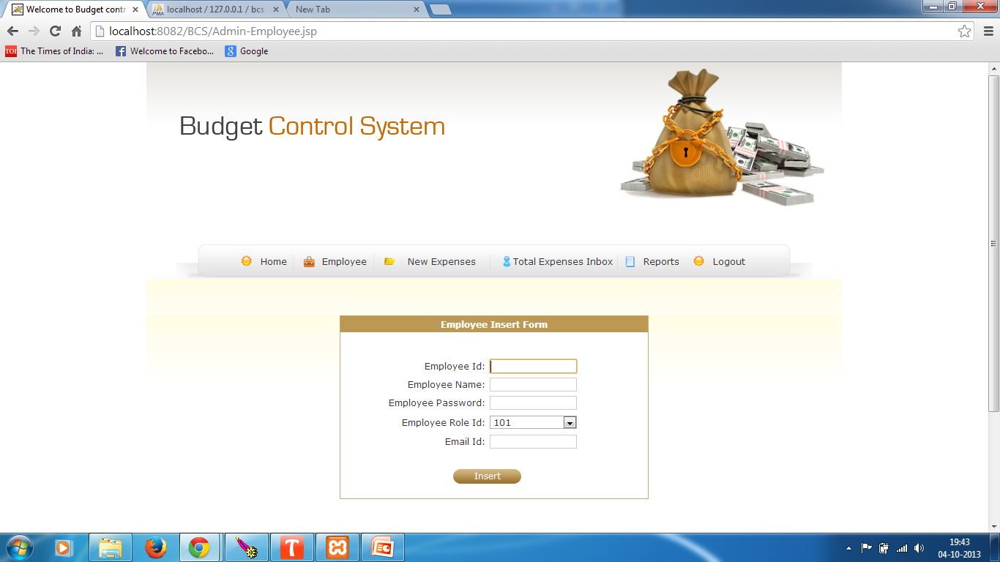 Welcome to Budget contr
localhost / 127.0.0.1 / bcs
New Tab
localhost:8082/BCS/Admin-Employee.jsp
The Times of India: ...
Welcome to Facebo...
Google
Budget Control System
Home Employee New Expenses Total Expenses Inbox Reports Logout
Employee Insert Form
Employee Id:
Employee Name:
Employee Password:
Employee Role Id: 101
Email Id:
Insert
19:43
04-10-2013